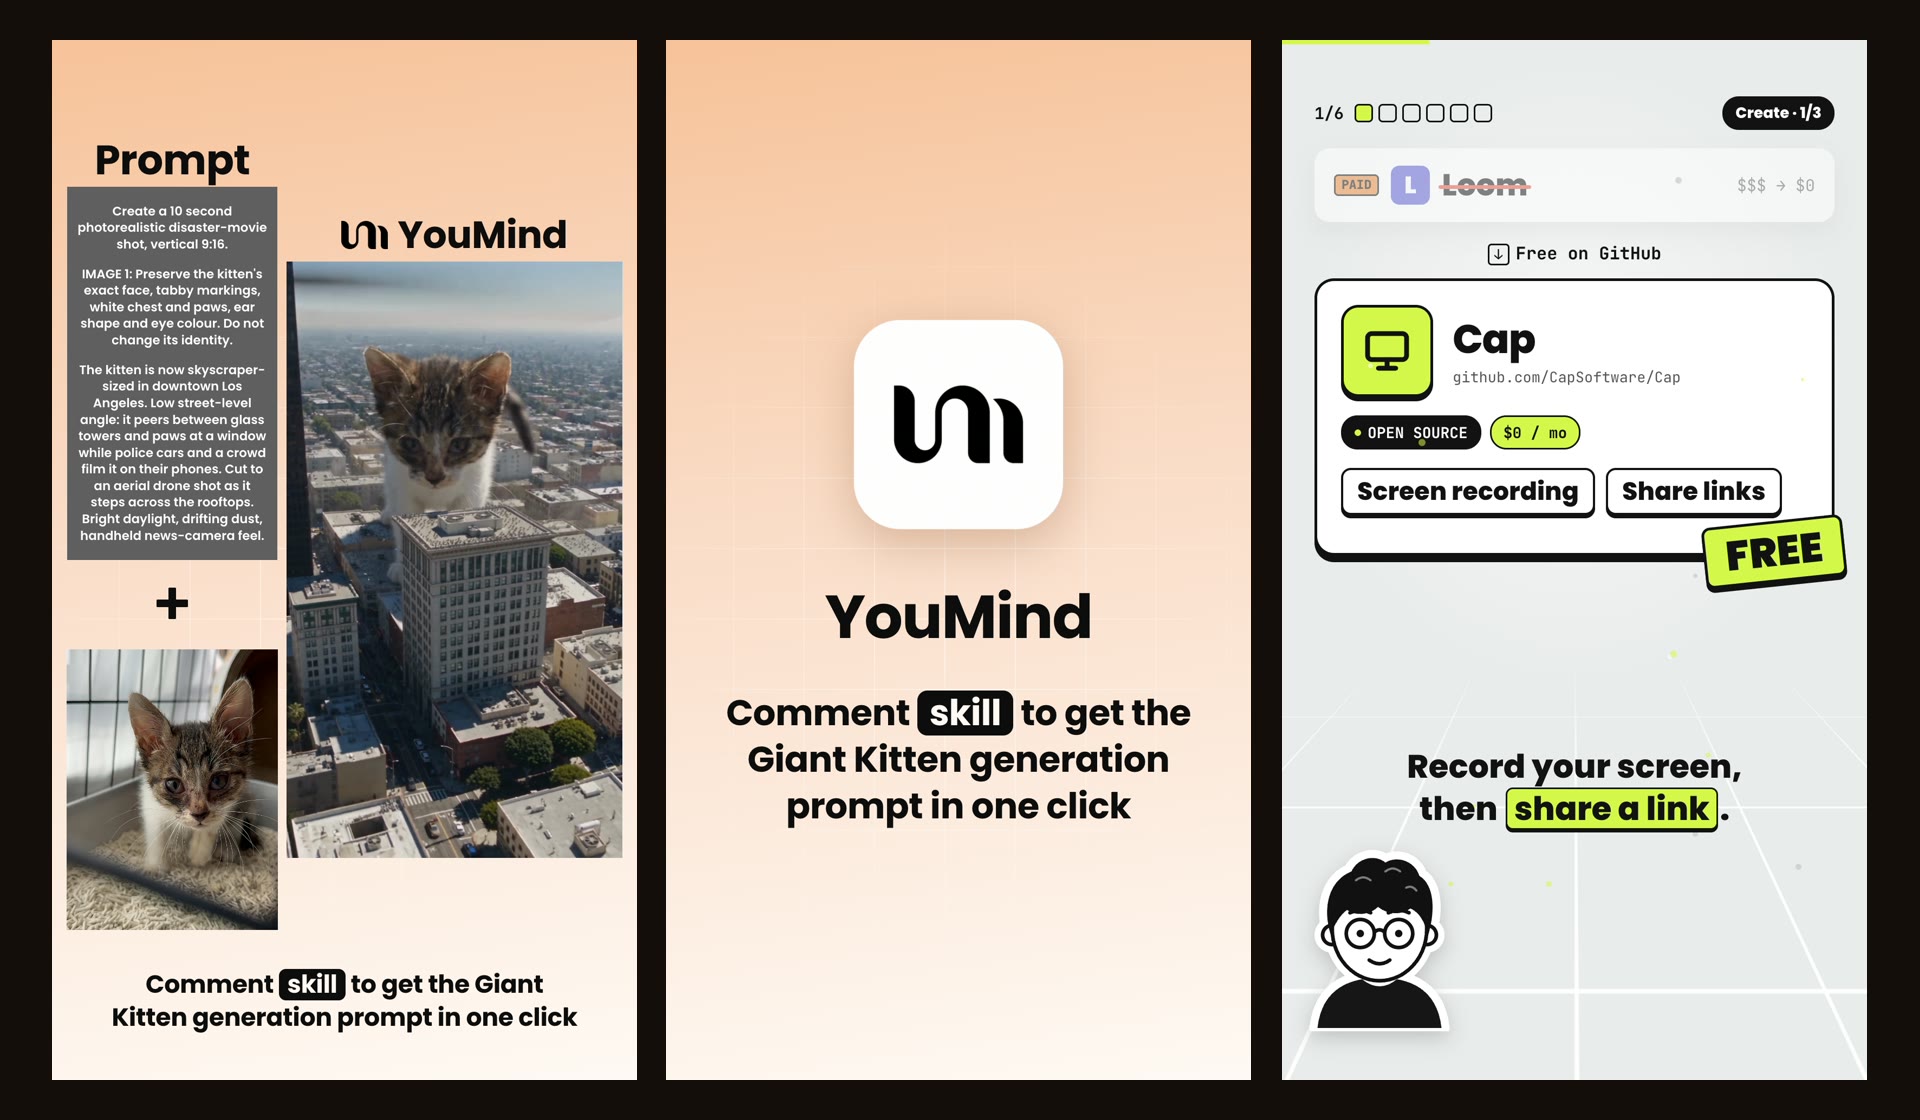 Prompt
Create a 10 second
photorealistic disaster-movie
shot, vertical 9:16.
IMAGE 1: Preserve the kitten's
exact face, tabby markings,
white chest and paws, ear
shape and eye colour. Do not
change its identity.
The kitten is now skyscraper-
sized in downtown Los
Angeles. Low street-level
angle: it peers between glass
towers and paws at a window
while police cars and a crowd
film it on their phones. Cut to
an aerial drone shot as it
steps across the rooftops.
Bright daylight, drifting dust,
handheld news-camera feel.
+
YouMind
Comment skill to get the Giant
Kitten generation prompt in one click
YouMind
Comment skill to get the
Giant Kitten generation
prompt in one click
1/6
Create · 1/3
PAID L Loom $$$ → $0
Free on GitHub
Cap
github.com/CapSoftware/Cap
OPEN SOURCE $0 / mo
Screen recording Share links
FREE
Record your screen,
then share a link.